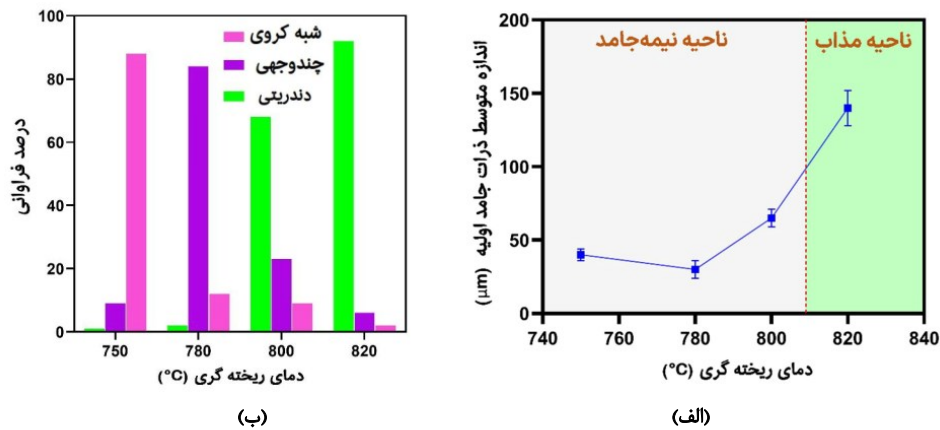 ناحیه نیمه‌جامد
ناحیه مذاب
اندازه متوسط ذرات جامد اولیه (μm)
200
150
100
50
0
740
760
780
800
820
840
دمای ریخته گری (°C)
(الف)
شبه کروی
چندوجهی
دندریتی
درصد فراوانی
100
80
60
40
20
0
750
780
800
820
دمای ریخته گری (°C)
(ب)